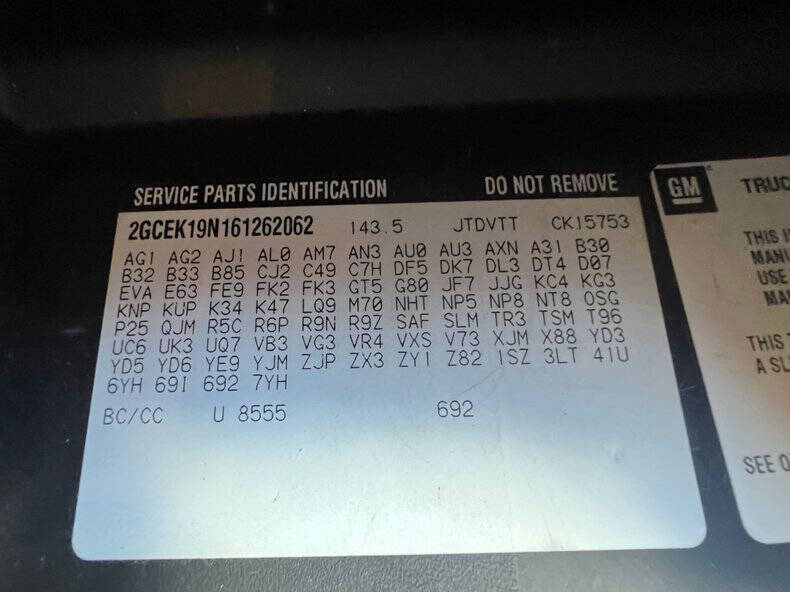 SERVICE PARTS IDENTIFICATION DO NOT REMOVE
2GCEK19N161262062 143.5 JTDVTT CK15753
AG1 AG2 AJ1 AL0 AM7 AN3 AU0 AU3 AXN A31 B30
B32 B33 B85 CJ2 C49 C7H DF5 DK7 DL3 DT4 D07
EVA E63 FE9 FK2 FK3 GT5 G80 JF7 JJG KC4 KG3
KNP KUP K34 K47 LQ9 M70 NHT NP5 NP8 NT8 OSG
P25 QJM R5C R6P R9N R9Z SAF SLM TR3 TSM T96
UC6 UK3 UQ7 VB3 VG3 VR4 VXS V73 XJM X88 YD3
YD5 YD6 YE9 YJM ZJP ZX3 ZY1 Z82 1SZ 3LT 41U
6YH 691 692 7YH
BC/CC U 8555 692
GM
TRUC
THIS I
MANU
USE
MA
THIS T
A SL
SEE O